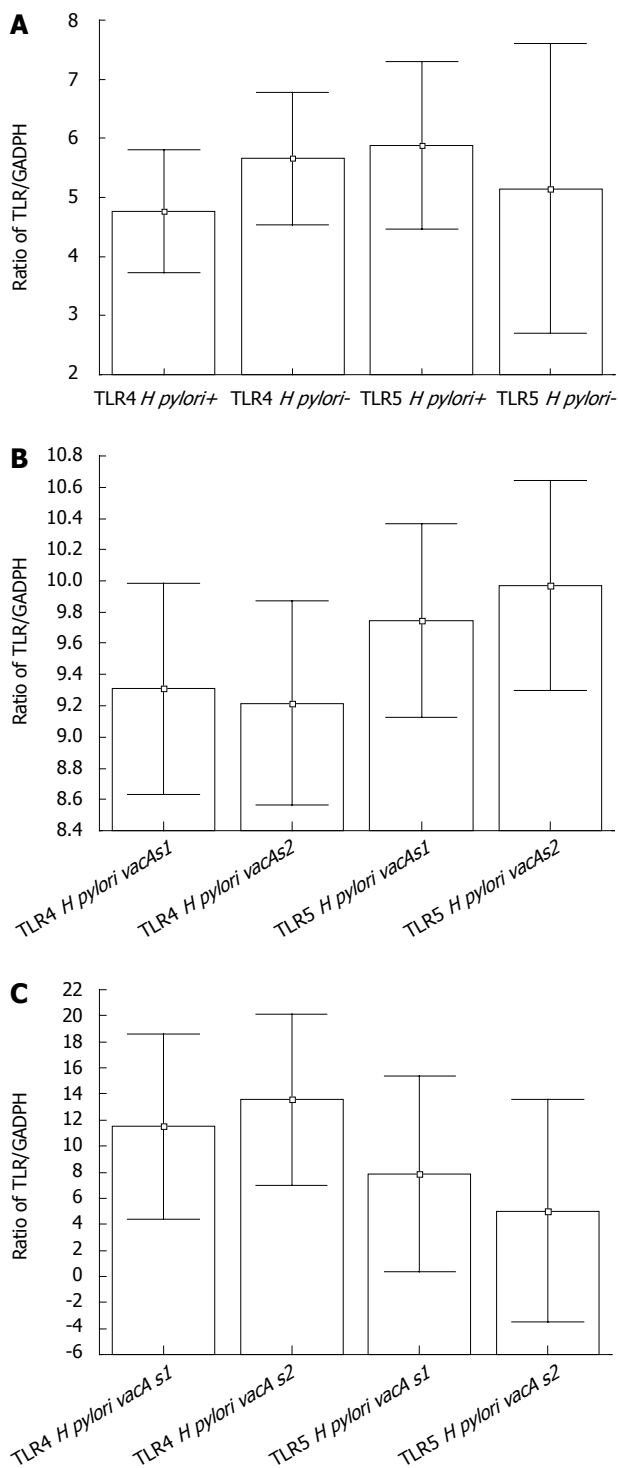 A
Ratio of TLR/GADPH
8
7
6
5
4
3
2
TLR4 H pylori+ TLR4 H pylori- TLR5 H pylori+ TLR5 H pylori-
B
Ratio of TLR/GADPH
10.8
10.6
10.4
10.2
10.0
9.8
9.6
9.4
9.2
9.0
8.8
8.6
8.4
TLR4 H pylori vacAs1
TLR4 H pylori vacAs2
TLR5 H pylori vacAs1
TLR5 H pylori vacAs2
C
Ratio of TLR/GADPH
22
20
18
16
14
12
10
8
6
4
2
0
-2
-4
-6
TLR4 H pylori vacA s1
TLR4 H pylori vacA s2
TLR5 H pylori vacA s1
TLR5 H pylori vacA s2